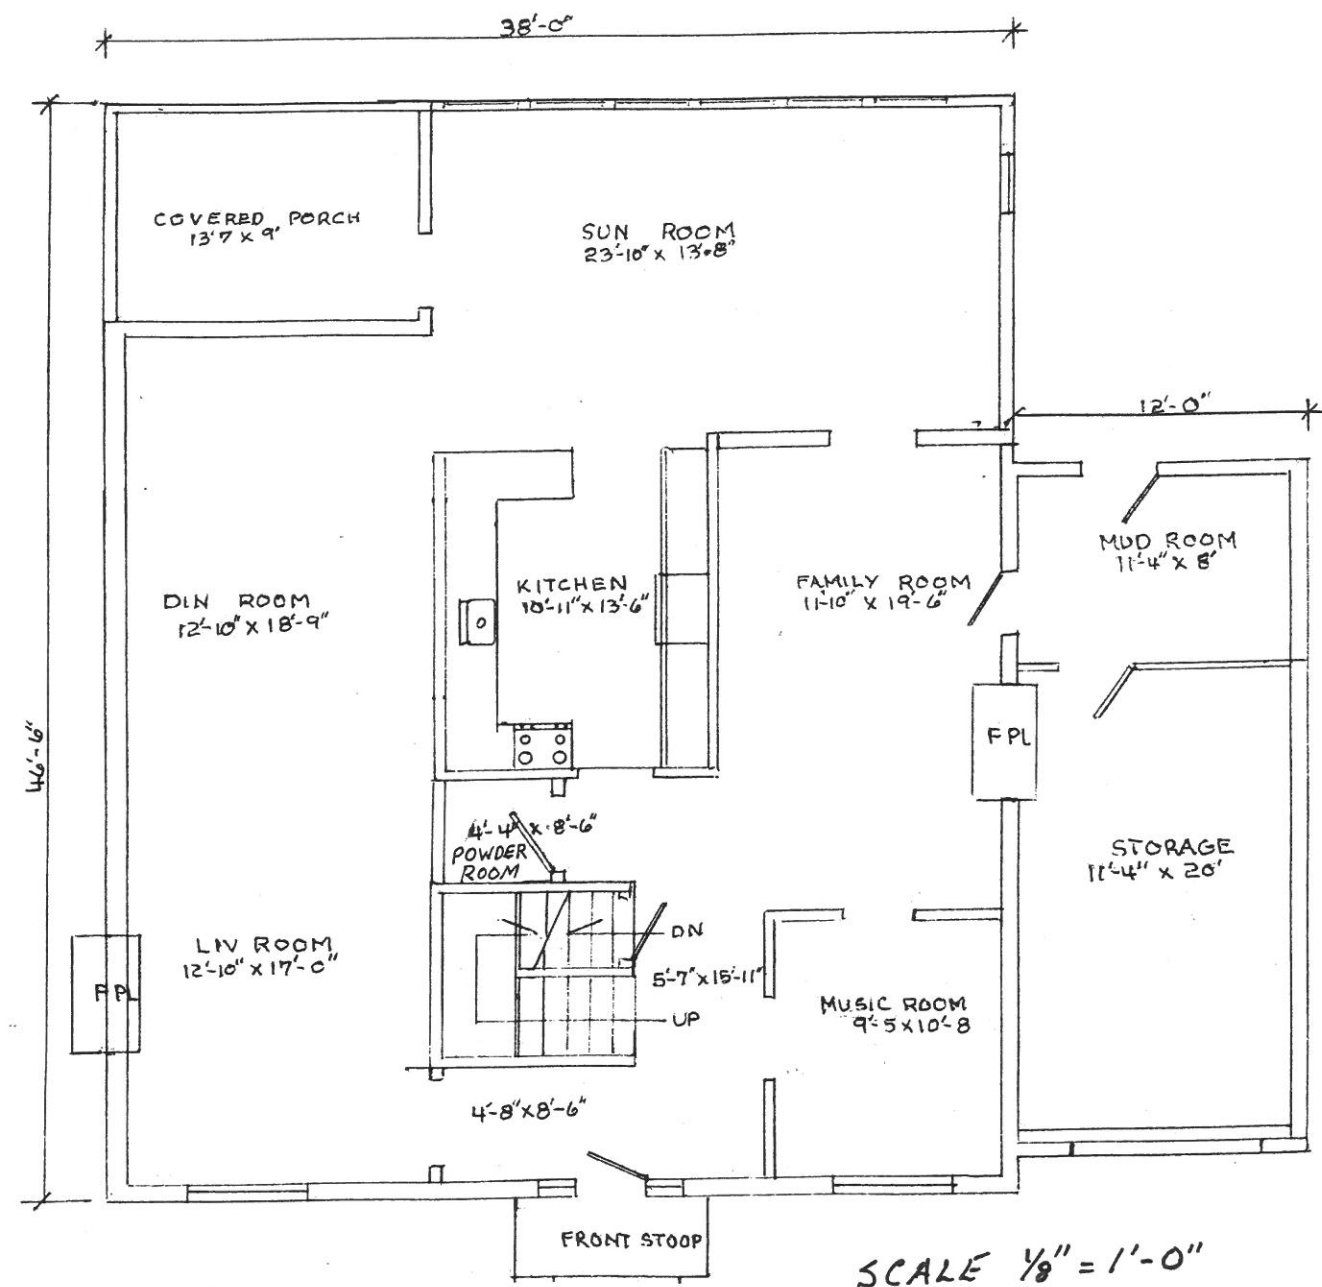 38'-0"
COVERED PORCH
13'7 x 9'
SUN ROOM
23'-10" x 13'-8"
12'-0"
MUD ROOM
11'-4" x 8'
KITCHEN
10'-11" x 13'-6"
FAMILY ROOM
11'-10" x 19'-6"
DIN ROOM
12'-10" x 18'-9"
46'-6"
FPL
4'-4" x 8'-6"
POWDER
ROOM
STORAGE
11'-4" x 20'
LIV ROOM
12'-10" x 17'-0"
DN
5'-7" x 15'-11"
FPL
UP
MUSIC ROOM
9'-5 x 10'-8
4'-8" x 8'-6"
FRONT STOOP
SCALE 1/8" = 1'-0"